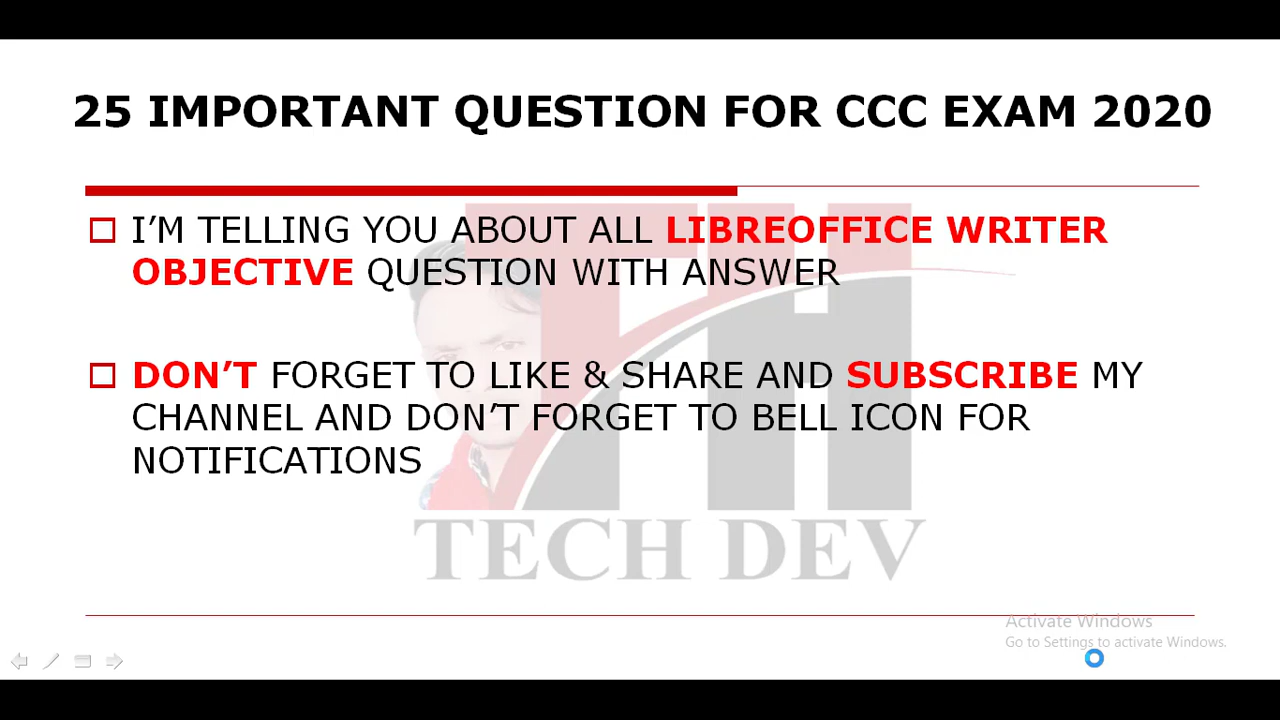 25 IMPORTANT QUESTION FOR CCC EXAM 2020
I’M TELLING YOU ABOUT ALL LIBREOFFICE WRITER
OBJECTIVE QUESTION WITH ANSWER
DON’T FORGET TO LIKE & SHARE AND SUBSCRIBE MY
CHANNEL AND DON’T FORGET TO BELL ICON FOR
NOTIFICATIONS
TECH DEV
Activate Windows
Go to Settings to activate Windows.